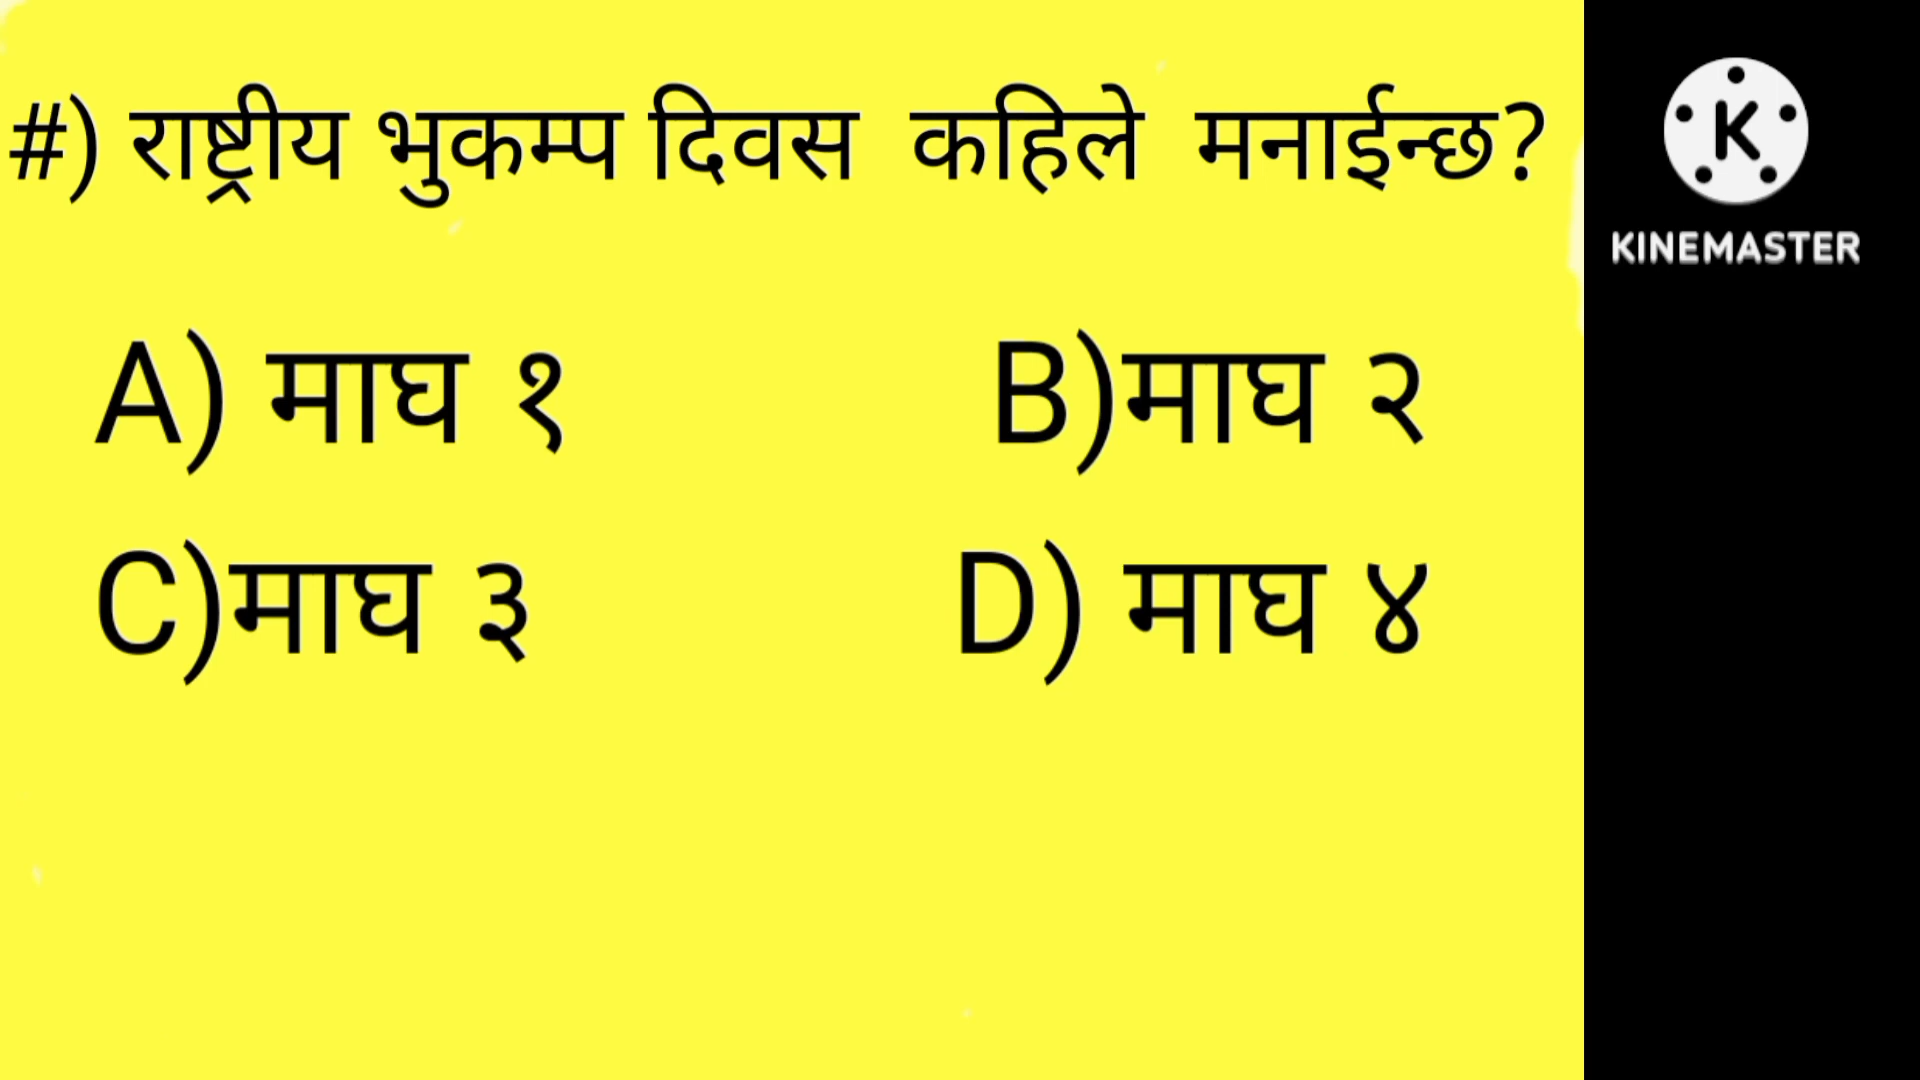 #) राष्ट्रीय भुकम्प दिवस कहिले मनाईन्छ?
K
KINEMASTER
A) माघ १ B)माघ २
C)माघ ३ D) माघ ४